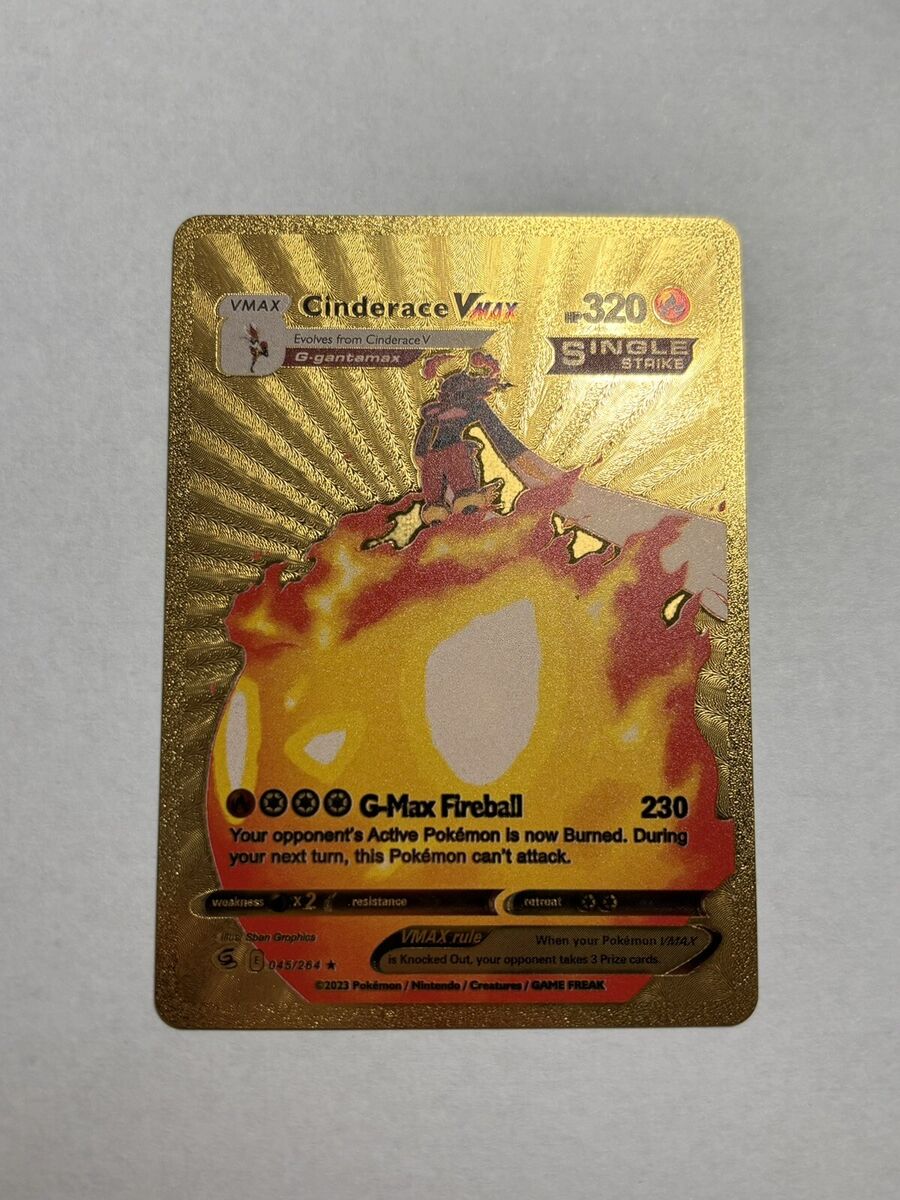 VMAX Cinderace VMAX HP 320
Evolves from Cinderace V
G-gantamax
SINGLE
STRIKE
G-Max Fireball 230
Your opponent's Active Pokémon is now Burned. During
your next turn, this Pokémon can't attack.
weakness x2 resistance retreat
Illus. Sban Graphics
VMAX rule When your Pokémon VMAX
is Knocked Out, your opponent takes 3 Prize cards.
E 045/264 ★
©2023 Pokémon / Nintendo / Creatures / GAME FREAK